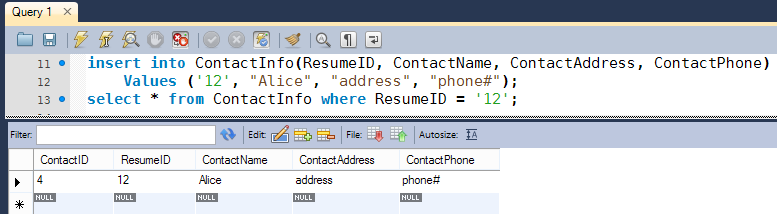 Query 1
11 insert into ContactInfo(ResumeID, ContactName, ContactAddress, ContactPhone)
12 Values ('12', "Alice", "address", "phone#");
13 select * from ContactInfo where ResumeID = '12';
Filter: Edit: File: Autosize:
ContactID ResumeID ContactName ContactAddress ContactPhone
4 12 Alice address phone#
NULL NULL NULL NULL NULL